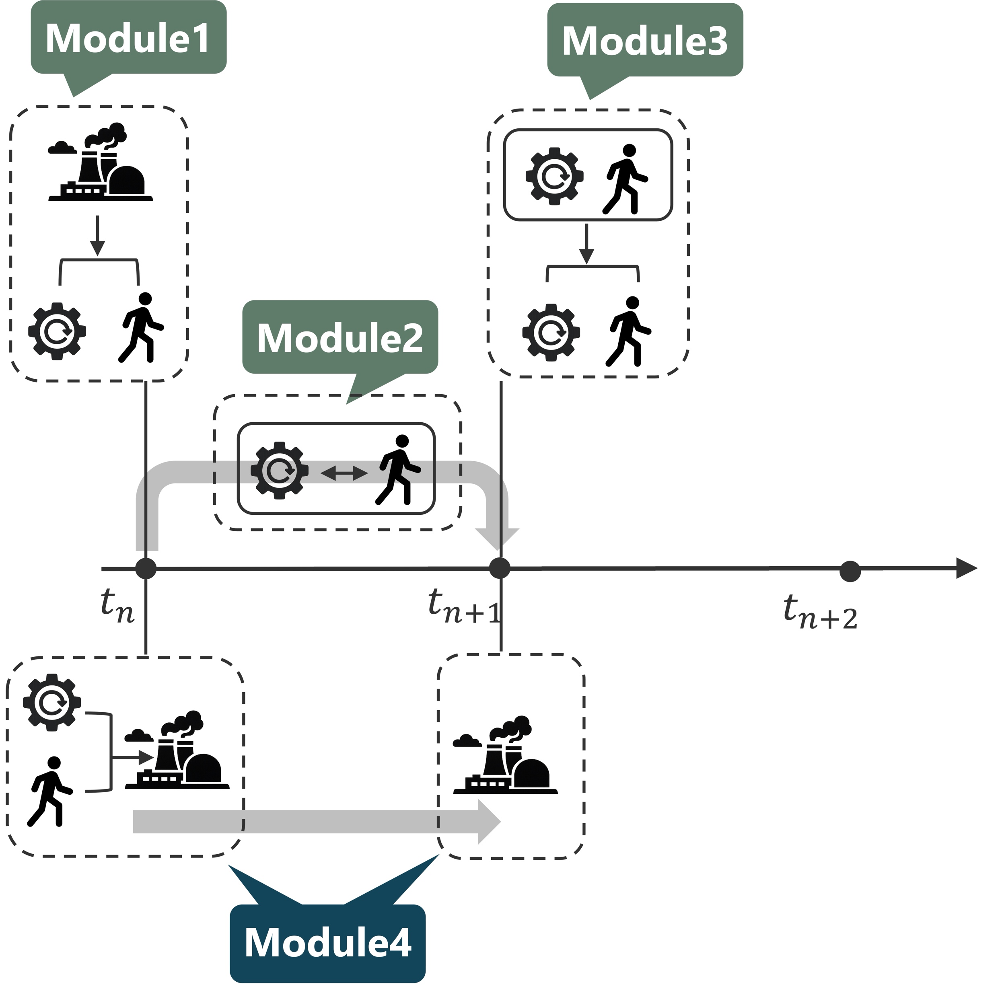 Module1
Module3
Module2
tₙ
tₙ₊₁
tₙ₊₂
Module4